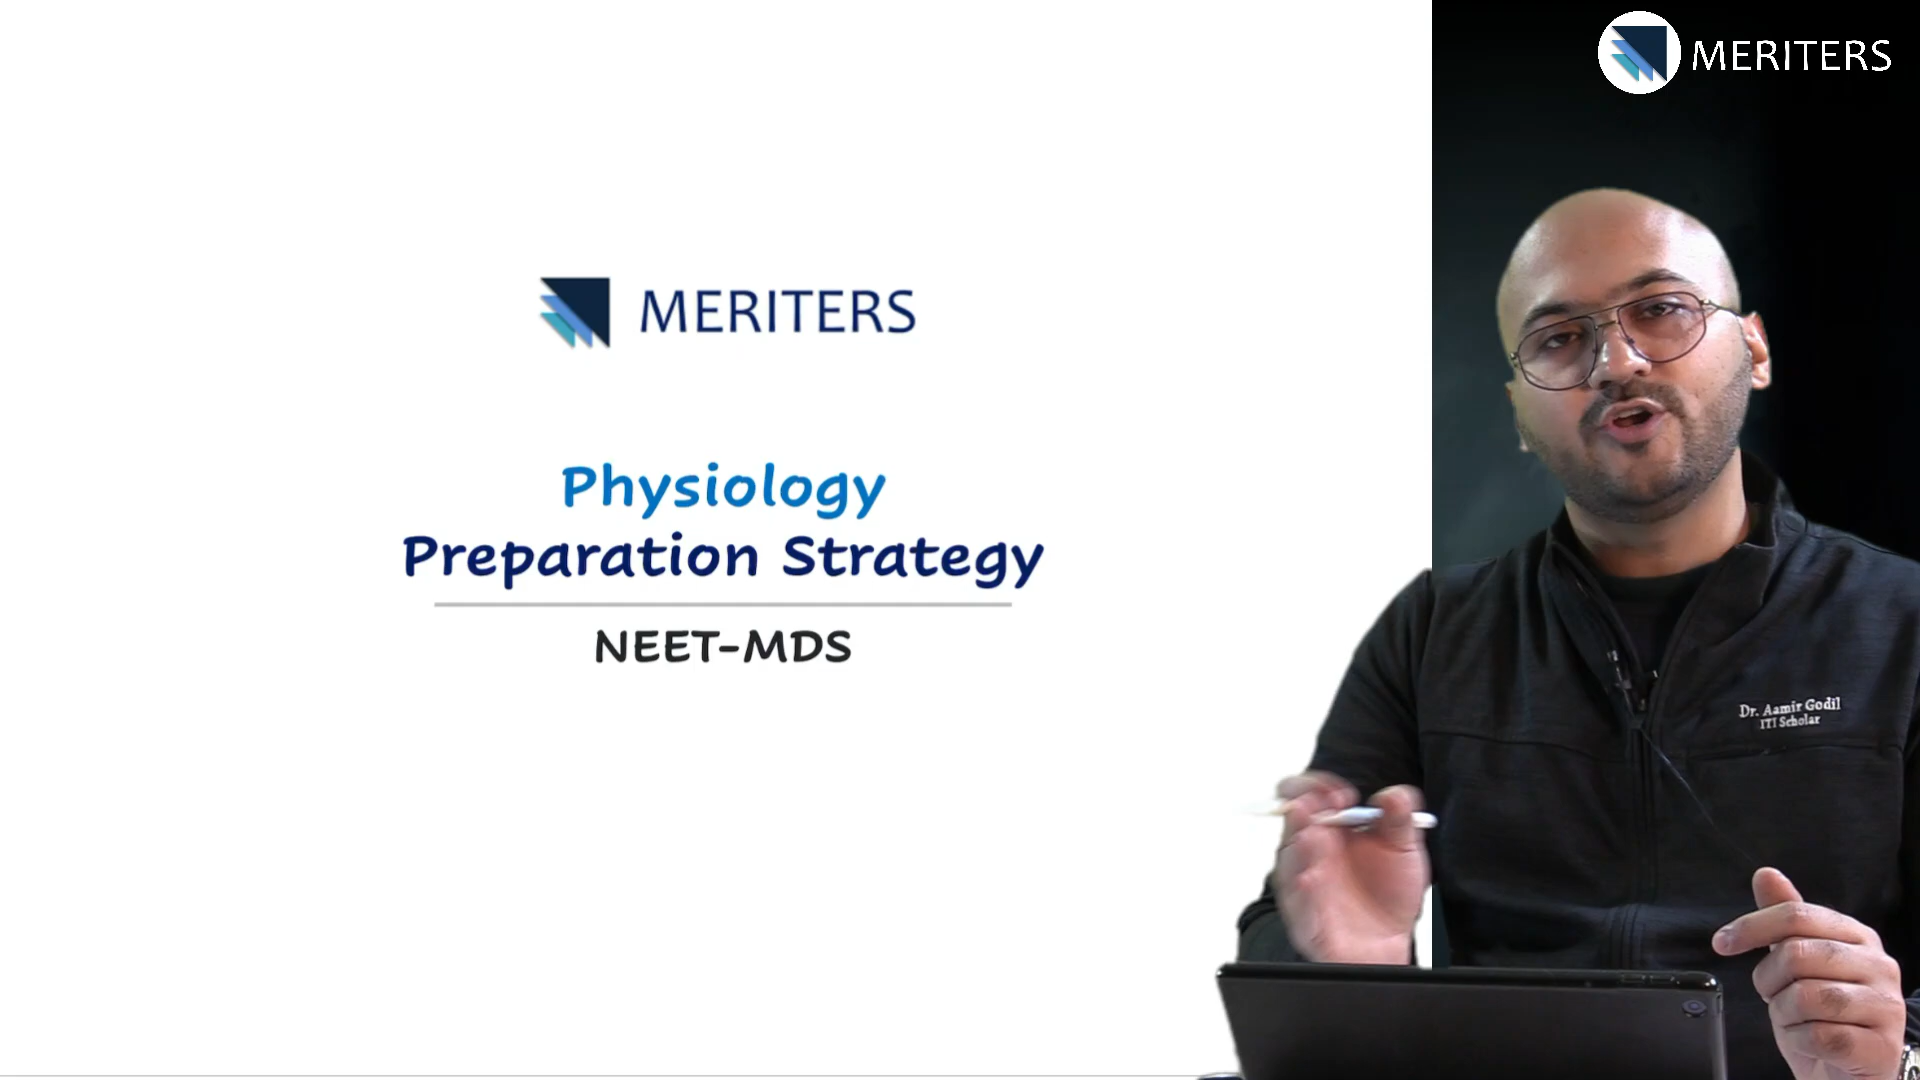 MERITERS
MERITERS
Physiology
Preparation Strategy
NEET-MDS
Dr. Aamir Godil
ITI Scholar